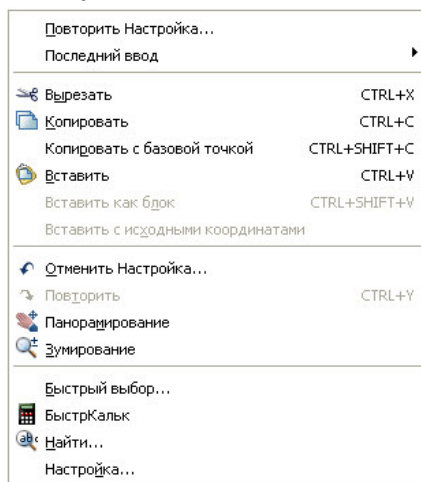 Повторить Настройка...
Последний ввод
Вырезать CTRL+X
Копировать CTRL+C
Копировать с базовой точкой CTRL+SHIFT+C
Вставить CTRL+V
Вставить как блок CTRL+SHIFT+V
Вставить с исходными координатами
Отменить Настройка...
Повторить CTRL+Y
Панорамирование
Зумирование
Быстрый выбор...
БыстрКальк
Найти...
Настройка...